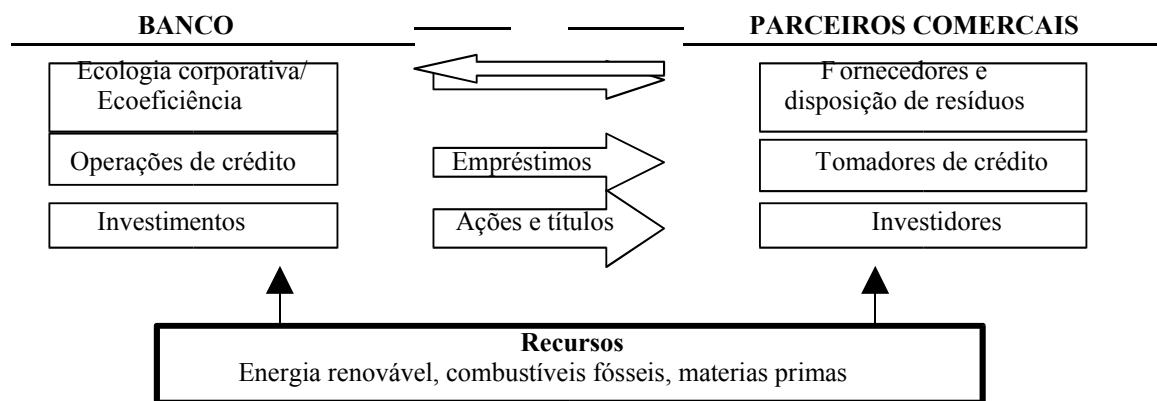 BANCO
PARCEIROS COMERCAIS
Ecologia corporativa/
Ecoeficiência
Fornecedores e
disposição de resíduos
Operações de crédito
Empréstimos
Tomadores de crédito
Investimentos
Ações e títulos
Investidores
Recursos
Energia renovável, combustíveis fósseis, materias primas